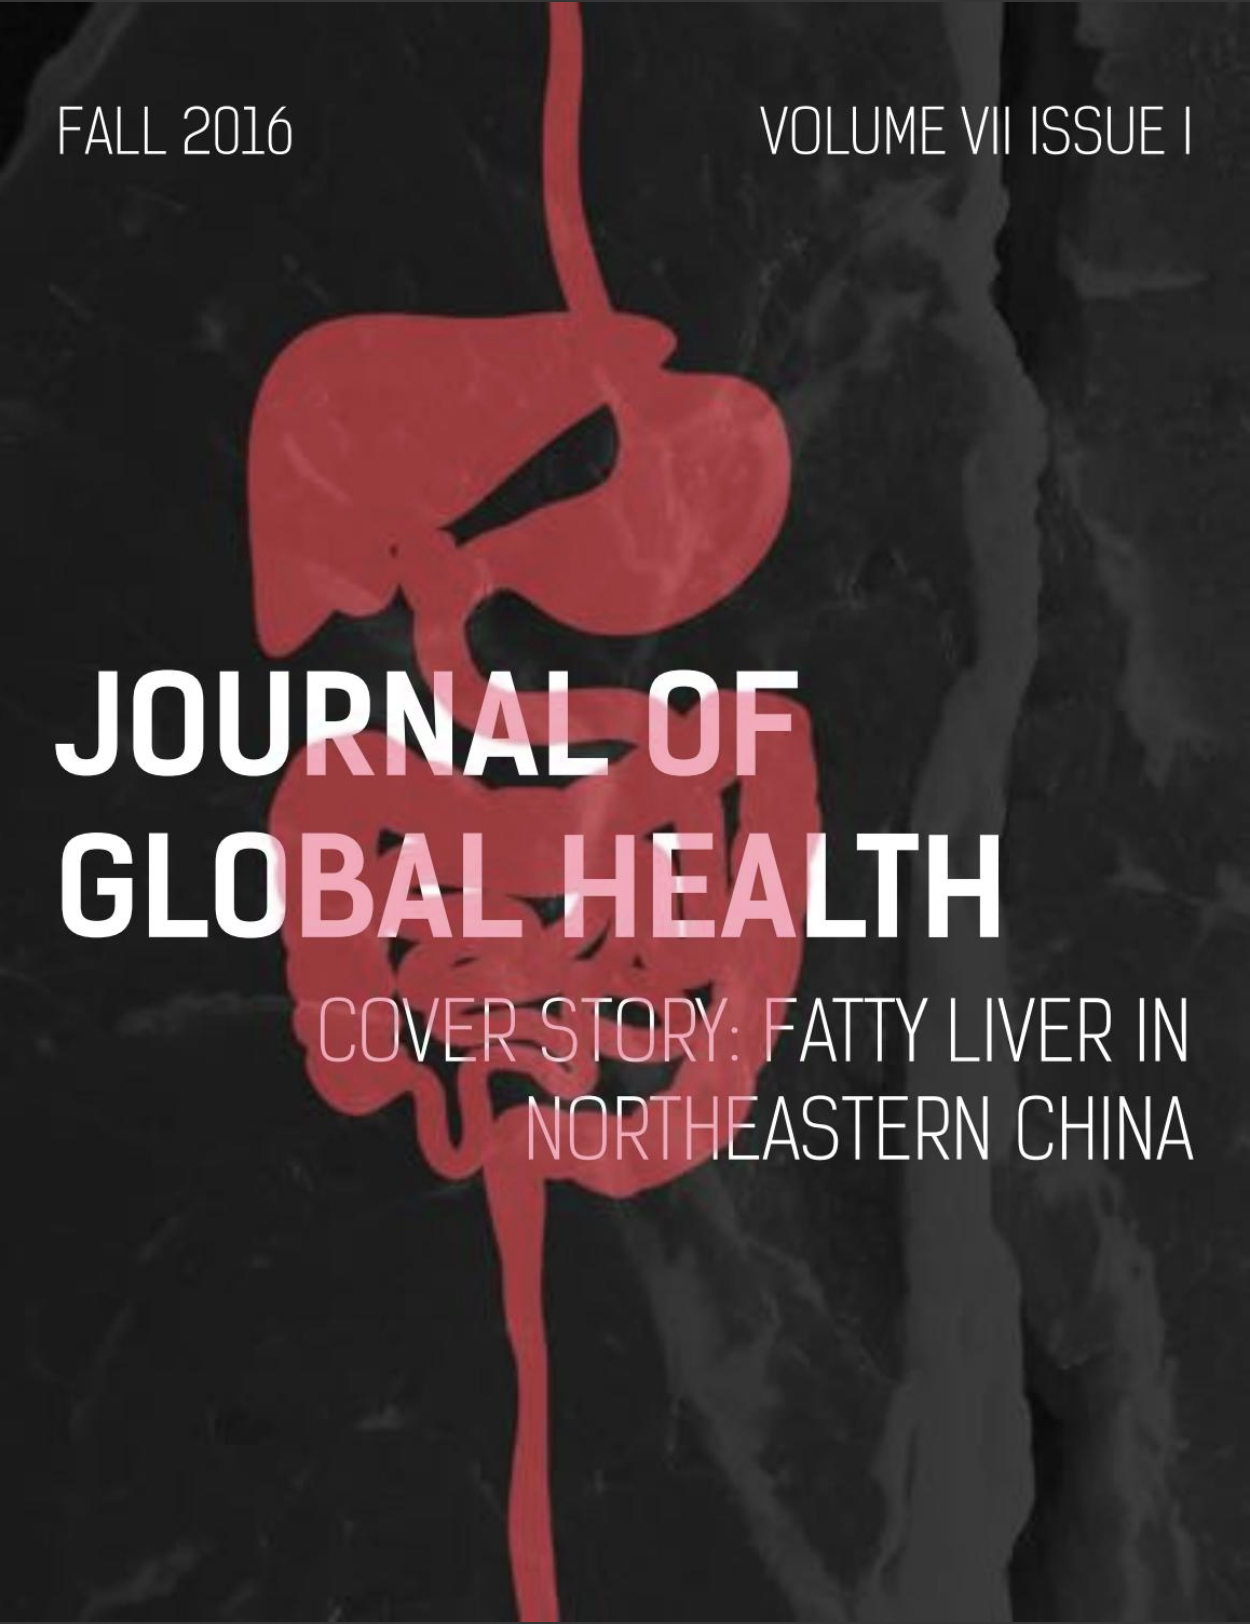 FALL 2016
VOLUME VII ISSUE I
JOURNAL OF
GLOBAL HEALTH
COVER STORY: FATTY LIVER IN
NORTHEASTERN CHINA